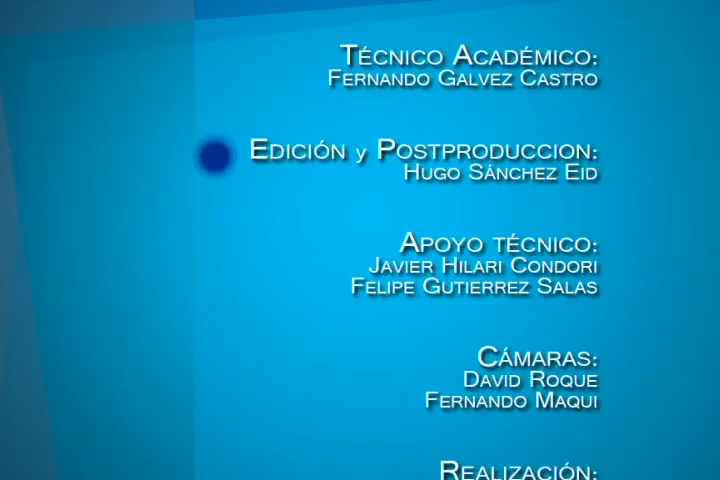 Técnico Académico:
Fernando Galvez Castro
Edición y Postproduccion:
Hugo Sánchez Eid
Apoyo técnico:
Javier Hilari Condori
Felipe Gutierrez Salas
Cámaras:
David Roque
Fernando Maqui
Realización: